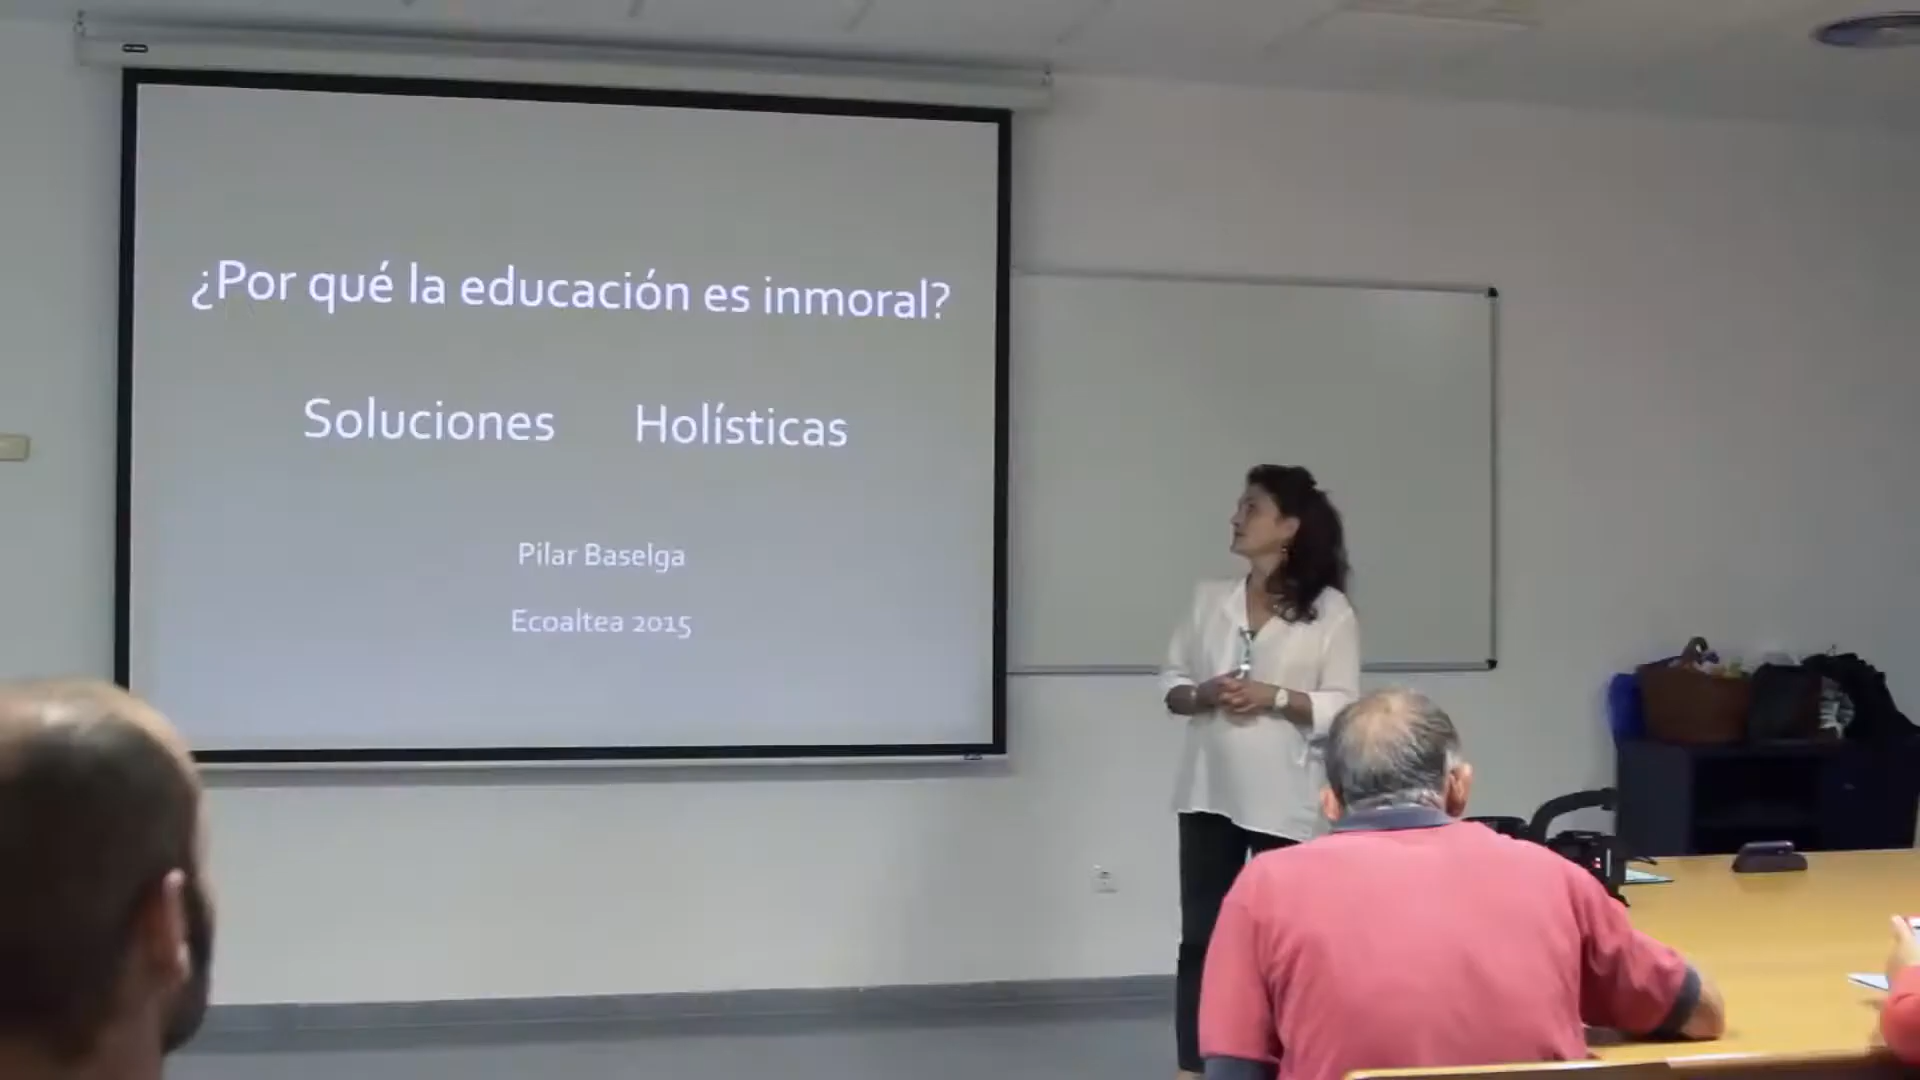 ¿Por qué la educación es inmoral?
Soluciones Holísticas
Pilar Baselga
Ecoaltea 2015